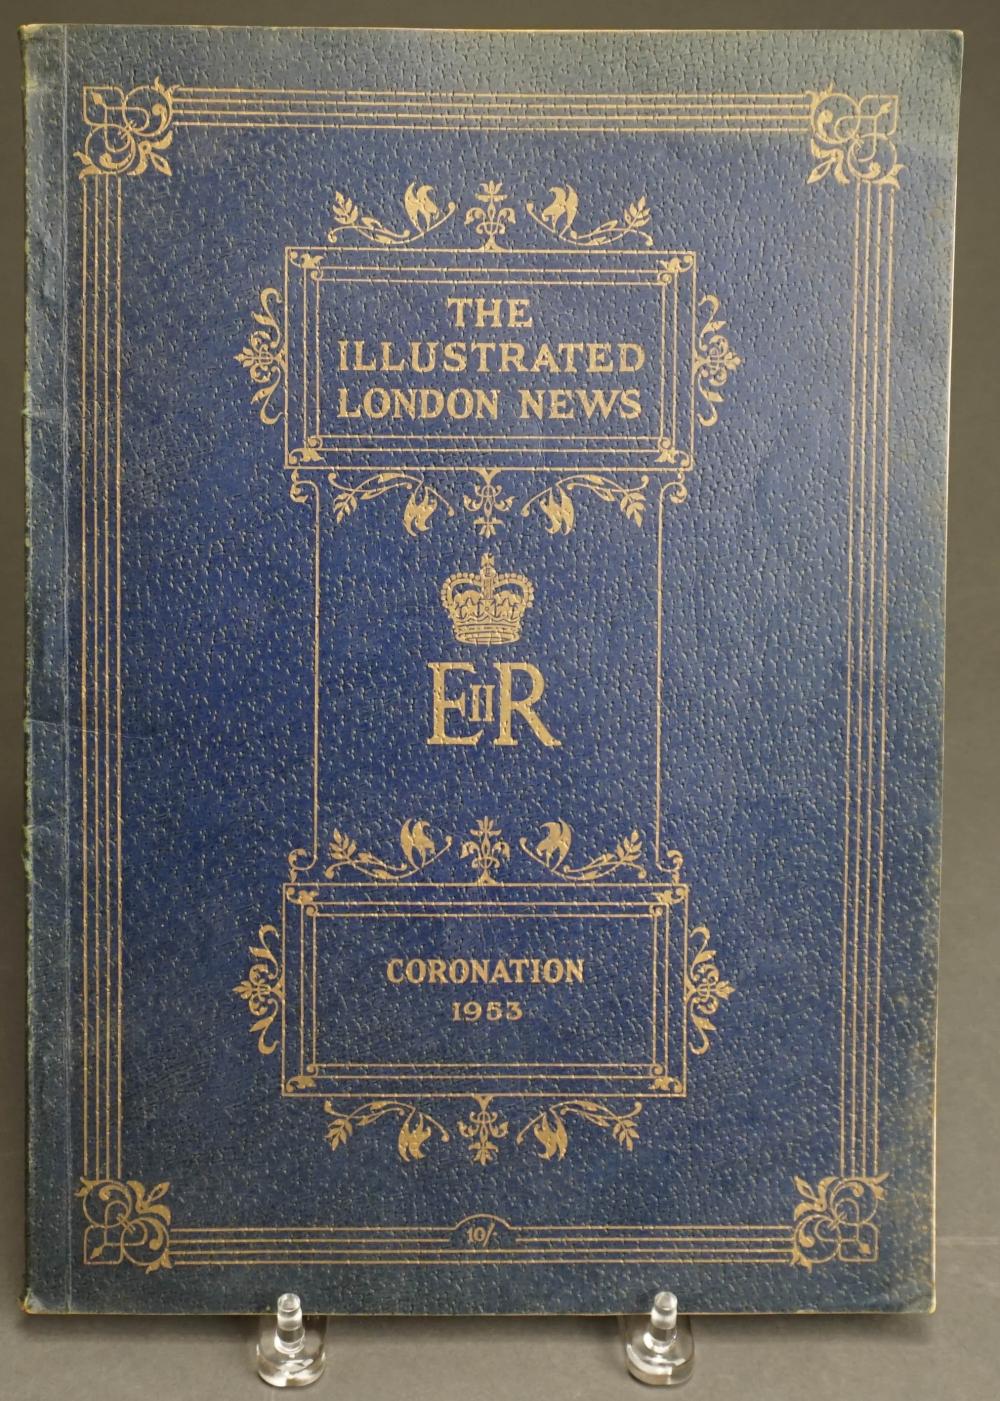 THE
ILLUSTRATED
LONDON NEWS
EIIR
CORONATION
1953
10/-